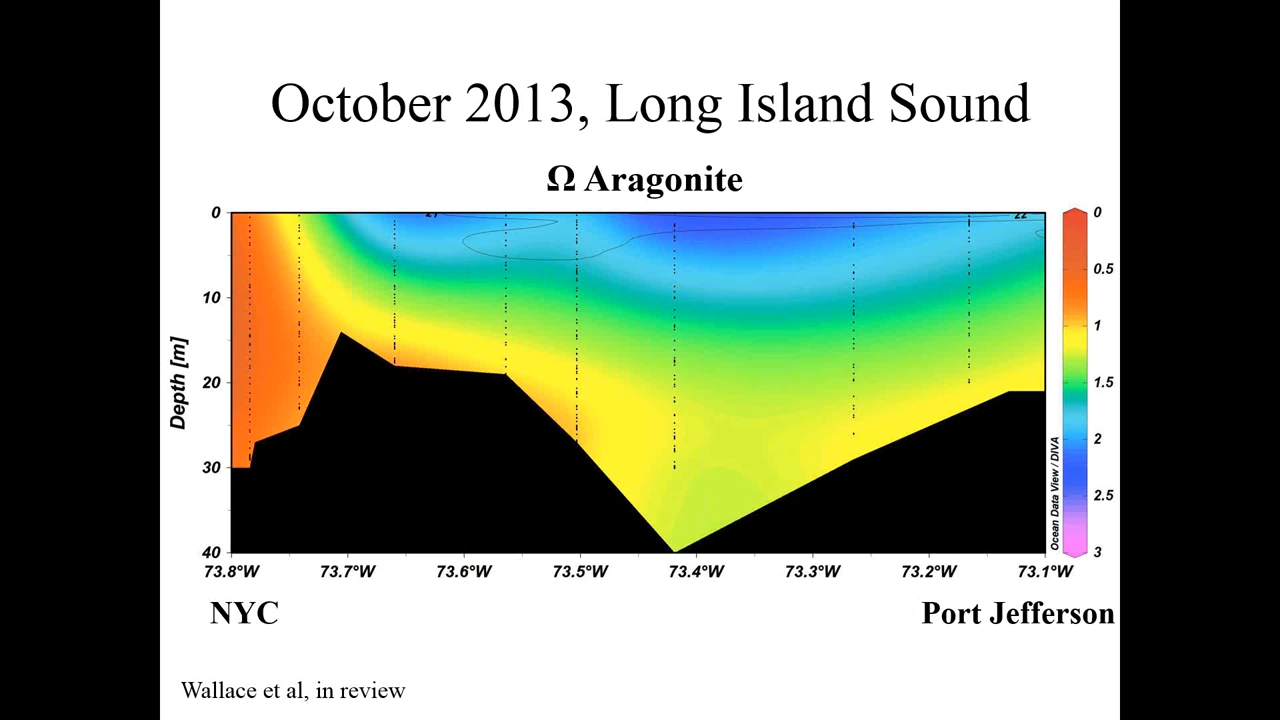 October 2013, Long Island Sound
Ω Aragonite
0
10
20
30
40
Depth [m]
22
73.8°W 73.7°W 73.6°W 73.5°W 73.4°W 73.3°W 73.2°W 73.1°W
0
0.5
1
1.5
2
2.5
3
Ocean Data View / DIVA
NYC
Port Jefferson
Wallace et al, in review